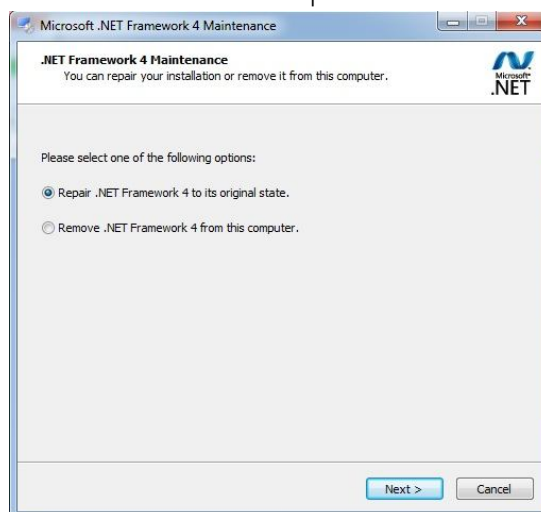 Microsoft .NET Framework 4 Maintenance
.NET Framework 4 Maintenance
You can repair your installation or remove it from this computer.
Microsoft®
.NET
Please select one of the following options:
Repair .NET Framework 4 to its original state.
Remove .NET Framework 4 from this computer.
Next >
Cancel